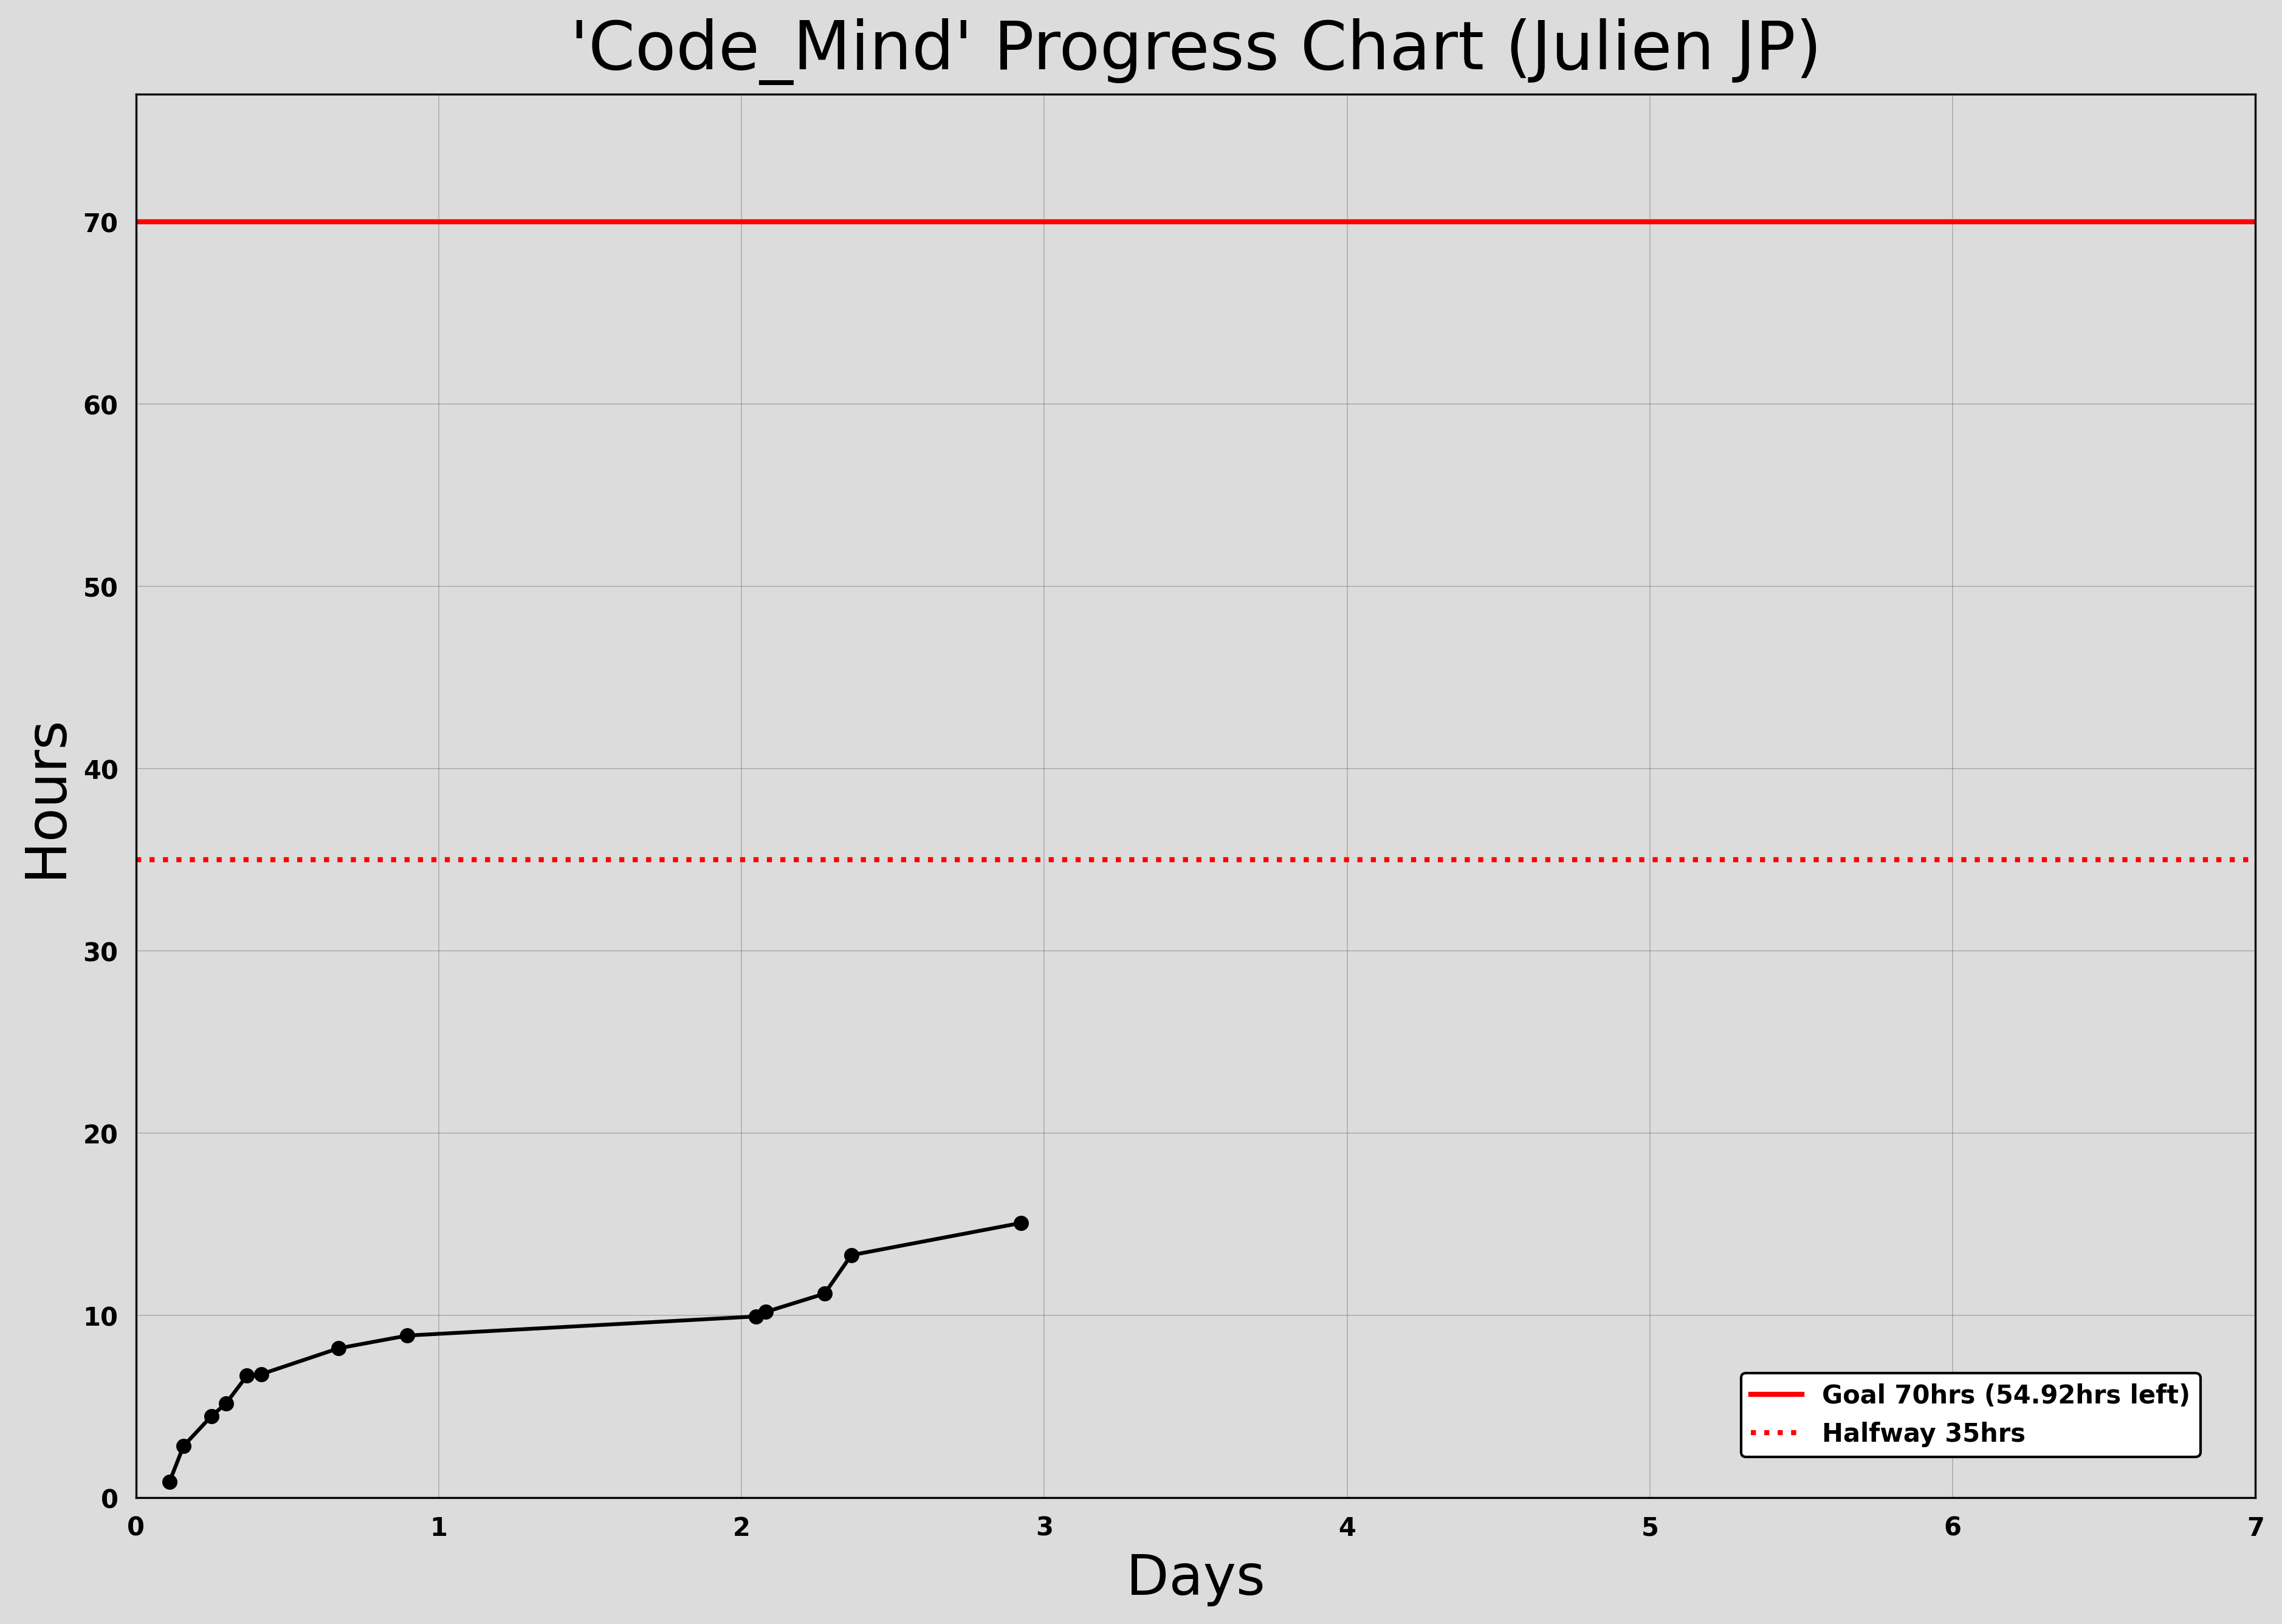 'Code_Mind' Progress Chart (Julien JP)
70
60
50
40
30
20
10
0
Hours
0 1 2 3 4 5 6 7
Days
Goal 70hrs (54.92hrs left)
Halfway 35hrs